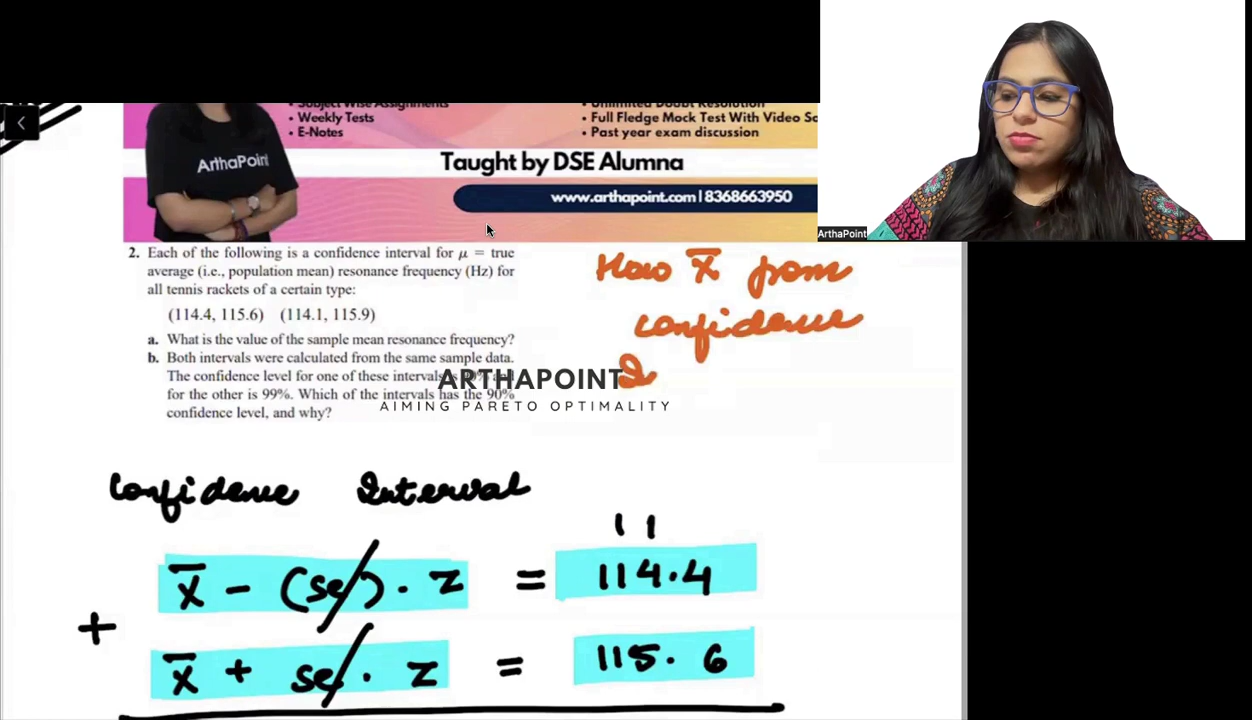 • Subject Wise Assignments
• Weekly Tests
• E-Notes
• Unlimited Doubt Resolution
• Full Fledge Mock Test With Video So
• Past year exam discussion
ArthaPoint
Taught by DSE Alumna
www.arthapoint.com | 8368663950
ArthaPoint
2. Each of the following is a confidence interval for μ = true
average (i.e., population mean) resonance frequency (Hz) for
all tennis rackets of a certain type:
(114.4, 115.6) (114.1, 115.9)
a. What is the value of the sample mean resonance frequency?
b. Both intervals were calculated from the same sample data.
The confidence level for one of these intervals is 90% and
for the other is 99%. Which of the intervals has the 90%
confidence level, and why?
ARTHAPOINT
AIMING PARETO OPTIMALITY
How x̄ from
confidence
I
Confidence Interval
1 1
x̄ - (se) . z = 114.4
+
x̄ + se . z = 115.6